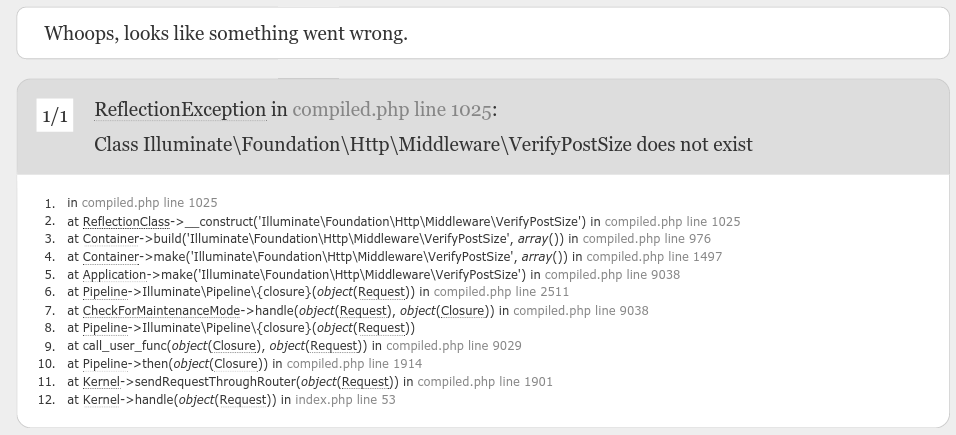 Whoops, looks like something went wrong.
1/1
ReflectionException in compiled.php line 1025:
Class Illuminate\Foundation\Http\Middleware\VerifyPostSize does not exist
1. in compiled.php line 1025
2. at ReflectionClass->__construct('Illuminate\Foundation\Http\Middleware\VerifyPostSize') in compiled.php line 1025
3. at Container->build('Illuminate\Foundation\Http\Middleware\VerifyPostSize', array()) in compiled.php line 976
4. at Container->make('Illuminate\Foundation\Http\Middleware\VerifyPostSize', array()) in compiled.php line 1497
5. at Application->make('Illuminate\Foundation\Http\Middleware\VerifyPostSize') in compiled.php line 9038
6. at Pipeline->Illuminate\Pipeline\{closure}(object(Request)) in compiled.php line 2511
7. at CheckForMaintenanceMode->handle(object(Request), object(Closure)) in compiled.php line 9038
8. at Pipeline->Illuminate\Pipeline\{closure}(object(Request))
9. at call_user_func(object(Closure), object(Request)) in compiled.php line 9029
10. at Pipeline->then(object(Closure)) in compiled.php line 1914
11. at Kernel->sendRequestThroughRouter(object(Request)) in compiled.php line 1901
12. at Kernel->handle(object(Request)) in index.php line 53